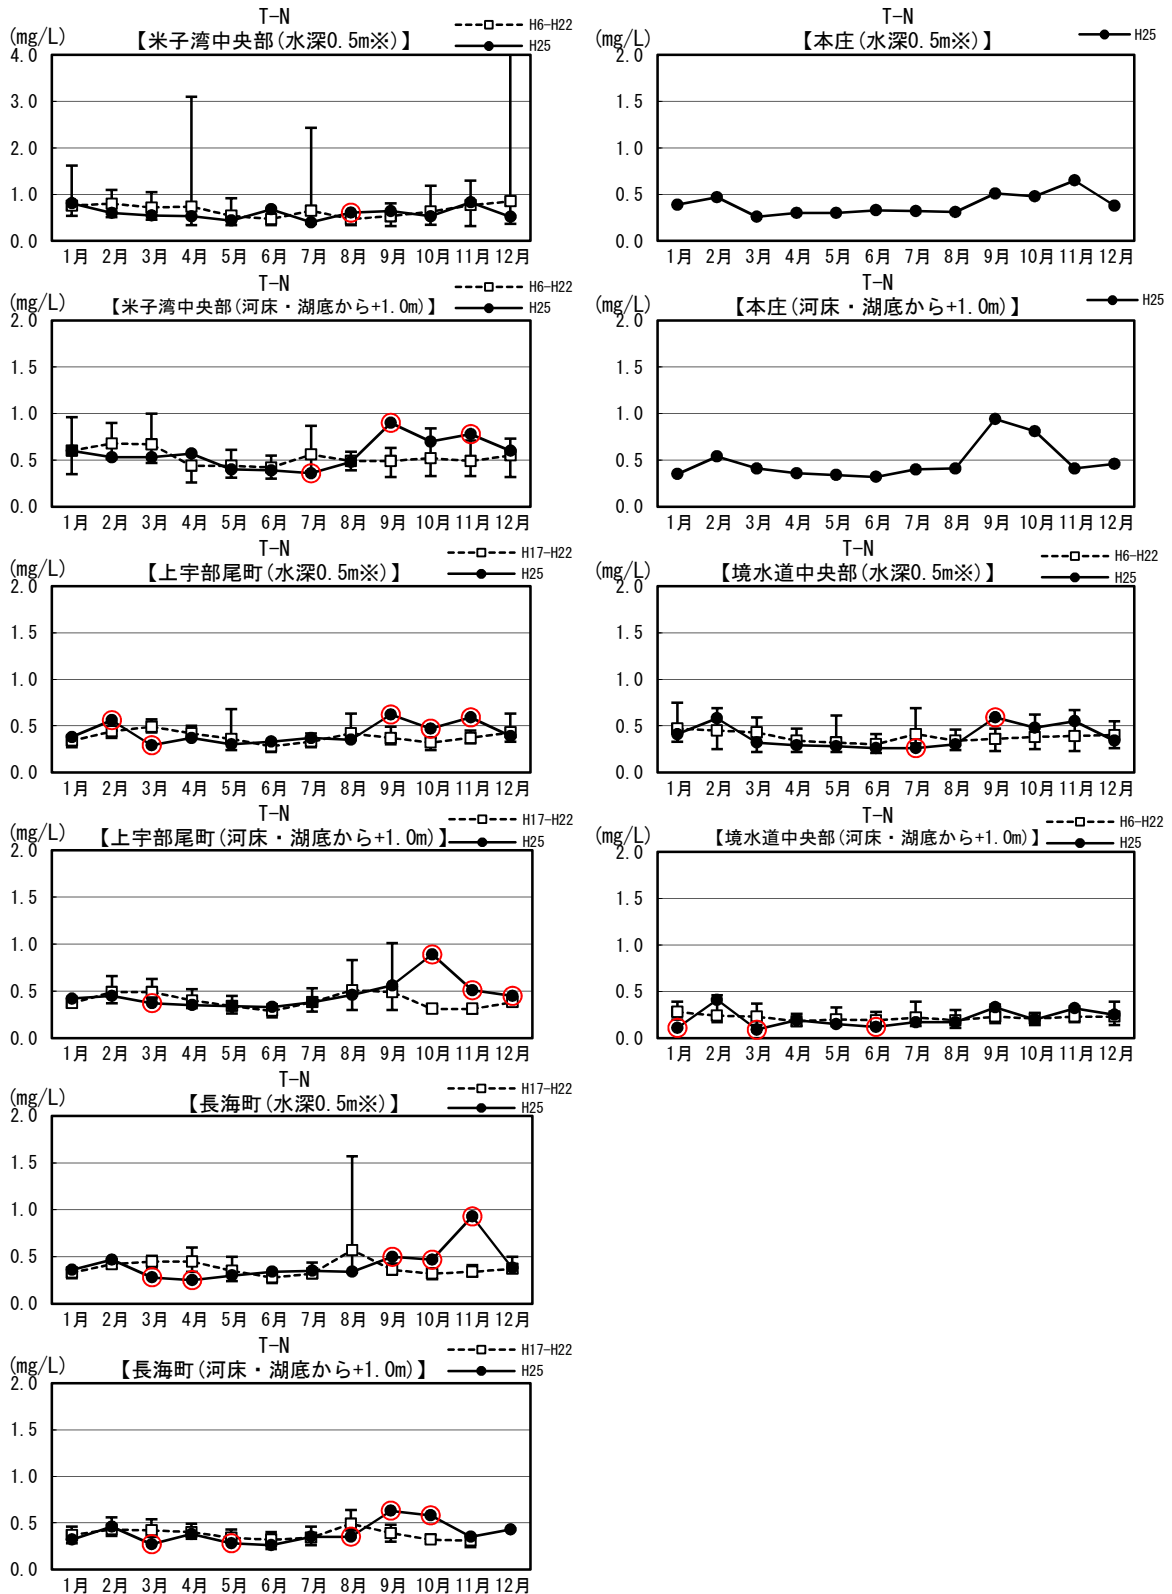 T-N
(mg/L)
【米子湾中央部(水深0.5m※)】
H6-H22
H25
4.0
3.0
2.0
1.0
0.0
1月 2月 3月 4月 5月 6月 7月 8月 9月 10月 11月 12月
T-N
(mg/L)
【本庄(水深0.5m※)】
H25
2.0
1.5
1.0
0.5
0.0
1月 2月 3月 4月 5月 6月 7月 8月 9月 10月 11月 12月
T-N
(mg/L)
【米子湾中央部(河床・湖底から+1.0m)】
H6-H22
H25
2.0
1.5
1.0
0.5
0.0
1月 2月 3月 4月 5月 6月 7月 8月 9月 10月 11月 12月
T-N
(mg/L)
【本庄(河床・湖底から+1.0m)】
H25
2.0
1.5
1.0
0.5
0.0
1月 2月 3月 4月 5月 6月 7月 8月 9月 10月 11月 12月
T-N
(mg/L)
【上宇部尾町(水深0.5m※)】
H17-H22
H25
2.0
1.5
1.0
0.5
0.0
1月 2月 3月 4月 5月 6月 7月 8月 9月 10月 11月 12月
T-N
(mg/L)
【境水道中央部(水深0.5m※)】
H6-H22
H25
2.0
1.5
1.0
0.5
0.0
1月 2月 3月 4月 5月 6月 7月 8月 9月 10月 11月 12月
T-N
(mg/L)
【上宇部尾町(河床・湖底から+1.0m)】
H17-H22
H25
2.0
1.5
1.0
0.5
0.0
1月 2月 3月 4月 5月 6月 7月 8月 9月 10月 11月 12月
T-N
(mg/L)
【境水道中央部(河床・湖底から+1.0m)】
H6-H22
H25
2.0
1.5
1.0
0.5
0.0
1月 2月 3月 4月 5月 6月 7月 8月 9月 10月 11月 12月
T-N
(mg/L)
【長海町(水深0.5m※)】
H17-H22
H25
2.0
1.5
1.0
0.5
0.0
1月 2月 3月 4月 5月 6月 7月 8月 9月 10月 11月 12月
T-N
(mg/L)
【長海町(河床・湖底から+1.0m)】
H17-H22
H25
2.0
1.5
1.0
0.5
0.0
1月 2月 3月 4月 5月 6月 7月 8月 9月 10月 11月 12月